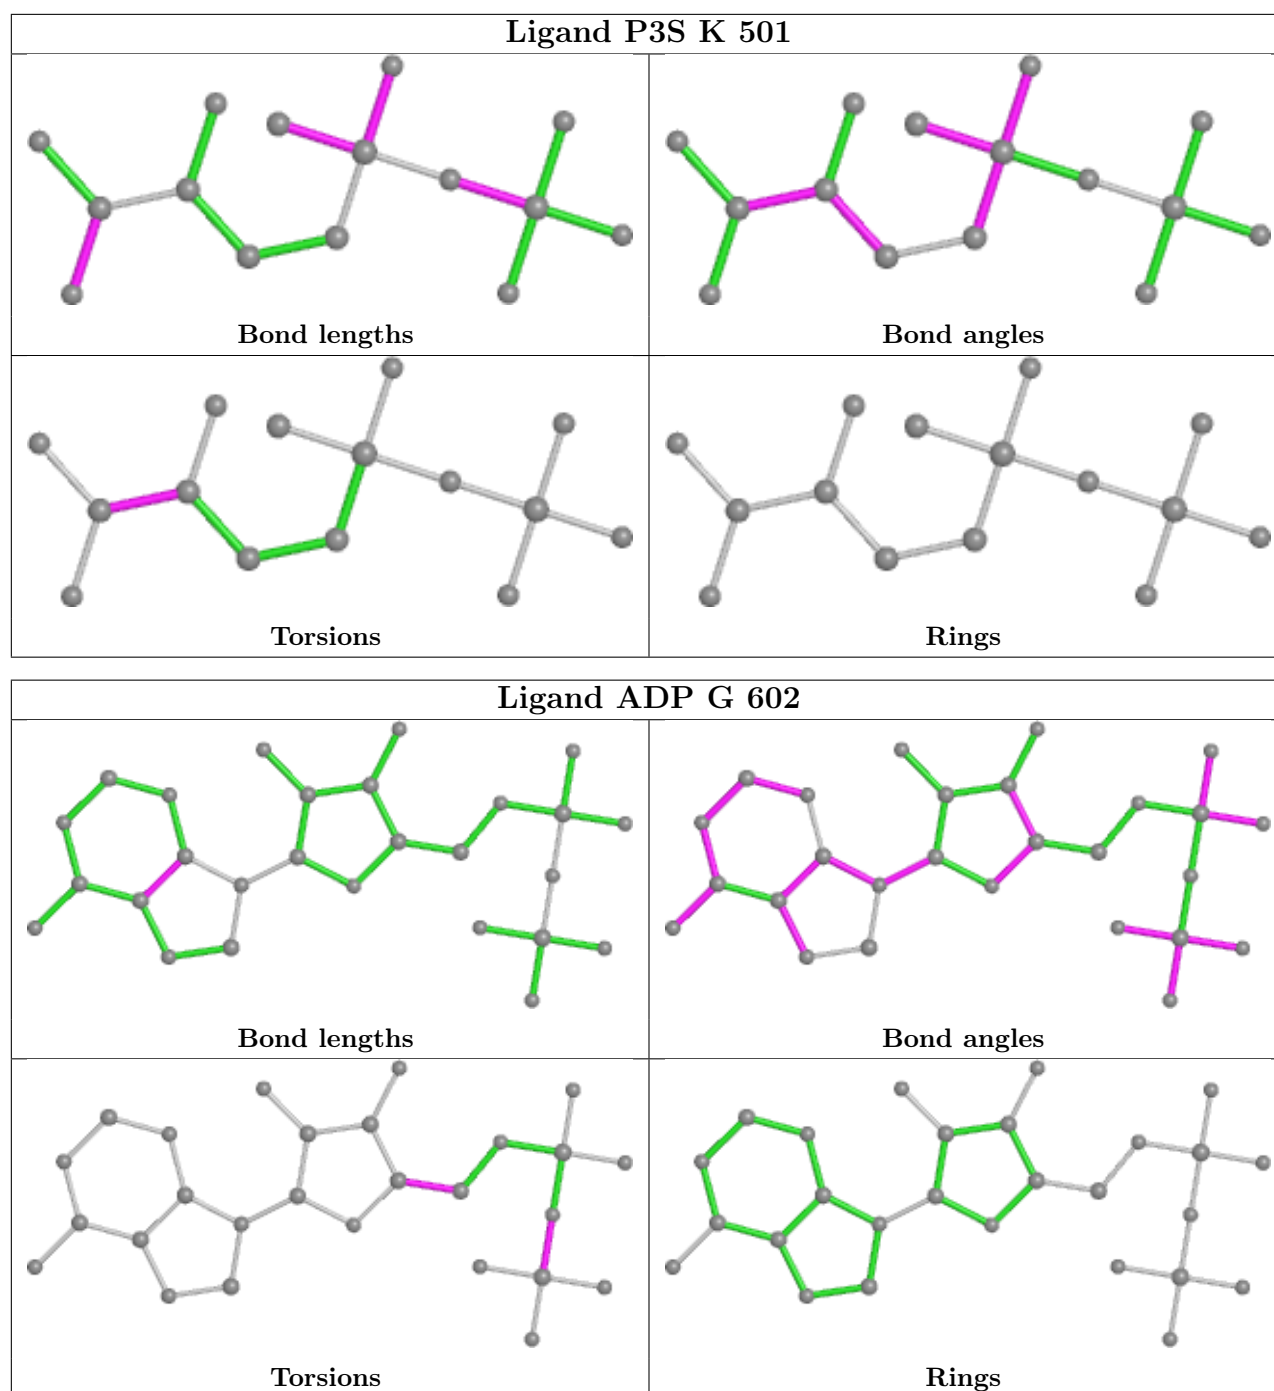 Ligand P3S K 501
Bond lengths
Bond angles
Torsions
Rings
Ligand ADP G 602
Bond lengths
Bond angles
Torsions
Rings